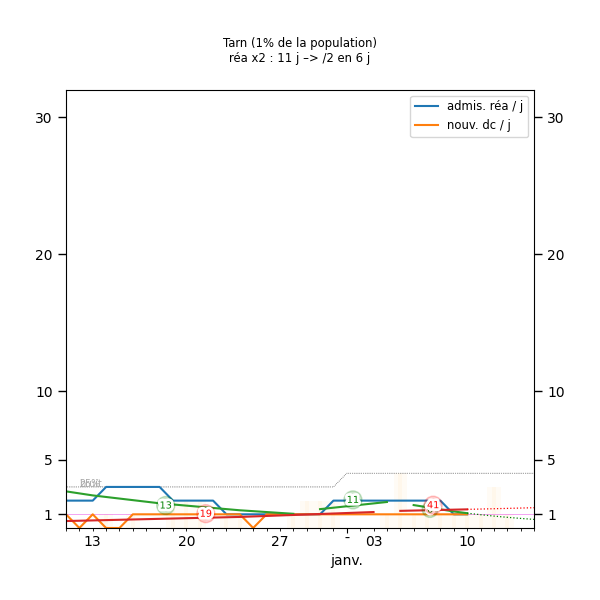 Tarn (1% de la population)
réa x2 : 11 j –> /2 en 6 j
admis. réa / j
nouv. dc / j
30 30
20 20
10 10
5 5
1 1
13
19
11
41
13 20 27 03 10
janv.